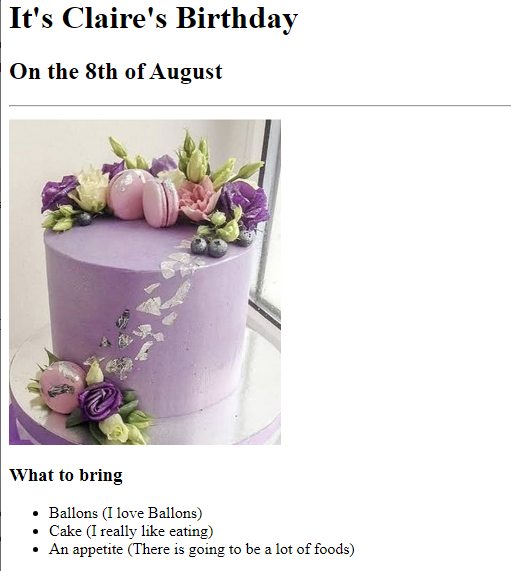 It's Claire's Birthday
On the 8th of August
What to bring
Ballons (I love Ballons)
Cake (I really like eating)
An appetite (There is going to be a lot of foods)